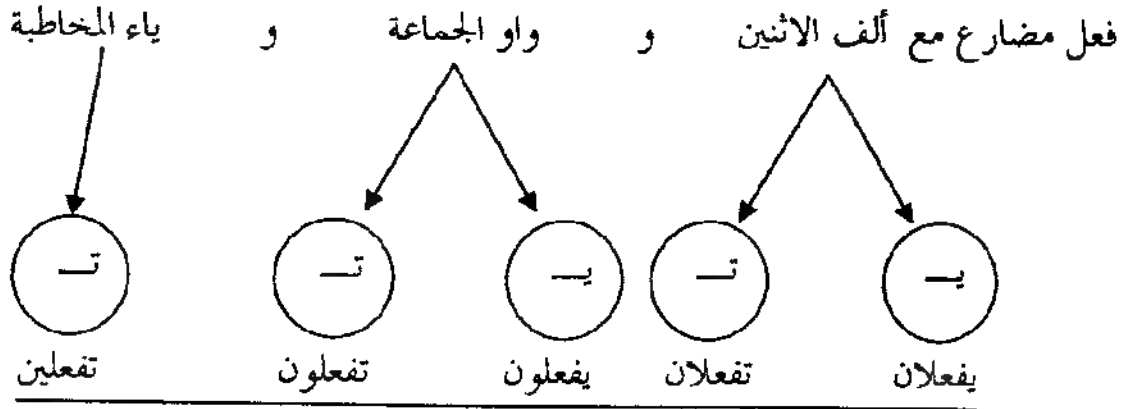 فعل مضارع مع ألف الاثنين و واو الجماعة و ياء المخاطبة
يـ تـ يـ تـ تـ
يفعلان تفعلان يفعلون تفعلون تفعلين